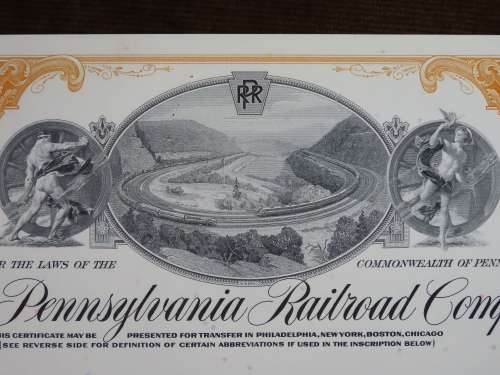 PRR
R THE LAWS OF THE COMMONWEALTH OF PENN
Pennsylvania Railroad Comp
HIS CERTIFICATE MAY BE PRESENTED FOR TRANSFER IN PHILADELPHIA, NEW YORK, BOSTON, CHICAGO
(SEE REVERSE SIDE FOR DEFINITION OF CERTAIN ABBREVIATIONS IF USED IN THE INSCRIPTION BELOW)